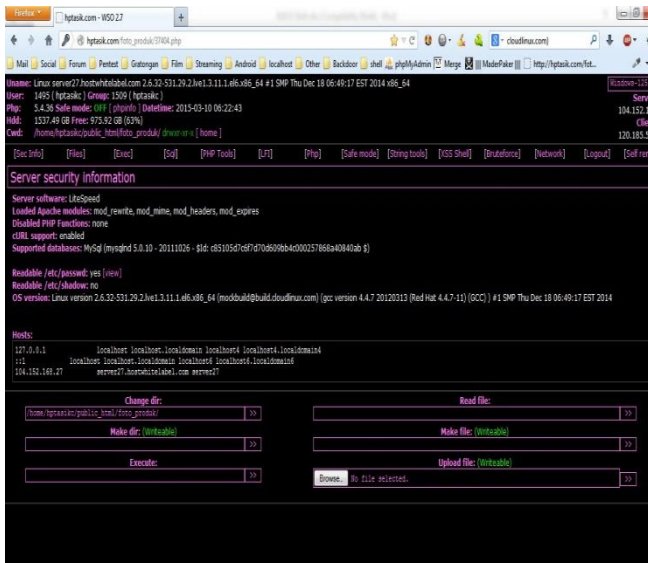 Firefox
hptasik.com - WSO 2.7
+
hptasik.com/foto_produk/37404.php
cloudlinux.com)
Mail Social Forum Pentest Gratongan Film Streaming Android localhost Other Backdoor shell phpMyAdmin Merge MaderPaker http://hptasik.com/fot...
Uname: Linux server27.hostwhitelabel.com 2.6.32-531.29.2.lve1.3.11.1.el6.x86_64 #1 SMP Thu Dec 18 06:49:17 EST 2014 x86_64
User: 1495 ( hptasikc ) Group: 1509 ( hptasikc )
Serv
Php: 5.4.36 Safe mode: OFF [ phpinfo ] Datetime: 2015-03-10 06:22:43
104.152.1
Hdd: 1537.49 GB Free: 975.92 GB (63%)
Clie
Cwd: /home/hptasikc/public_html/foto_produk/ drwxr-xr-x [ home ]
120.185.5
[Sec Info] [Files] [Exec] [Sql] [PHP Tools] [LFI] [Php] [Safe mode] [String tools] [XSS Shell] [Bruteforce] [Network] [Logout] [Self rem
Server security information
Server software: LiteSpeed
Loaded Apache modules: mod_rewrite, mod_mime, mod_headers, mod_expires
Disabled PHP Functions: none
cURL support: enabled
Supported databases: MySql (mysqlnd 5.0.10 - 20111026 - $Id: c85105d7c6f7d70d609bb4c000257868a40840ab $)
Readable /etc/passwd: yes [view]
Readable /etc/shadow: no
OS version: Linux version 2.6.32-531.29.2.lve1.3.11.1.el6.x86_64 (mockbuild@build.cloudlinux.com) (gcc version 4.4.7 20120313 (Red Hat 4.4.7-11) (GCC) ) #1 SMP Thu Dec 18 06:49:17 EST 2014
Hosts:
127.0.0.1 localhost localhost.localdomain localhost4 localhost4.localdomain4
::1 localhost localhost.localdomain localhost6 localhost6.localdomain6
104.152.168.27 server27.hostwhitelabel.com server27
Change dir:
Read file:
/home/hptasikc/public_html/foto_produk/ >>
>>
Make dir: (Writeable)
Make file: (Writeable)
>>
>>
Execute:
Upload file: (Writeable)
>>
Browse... No file selected. >>